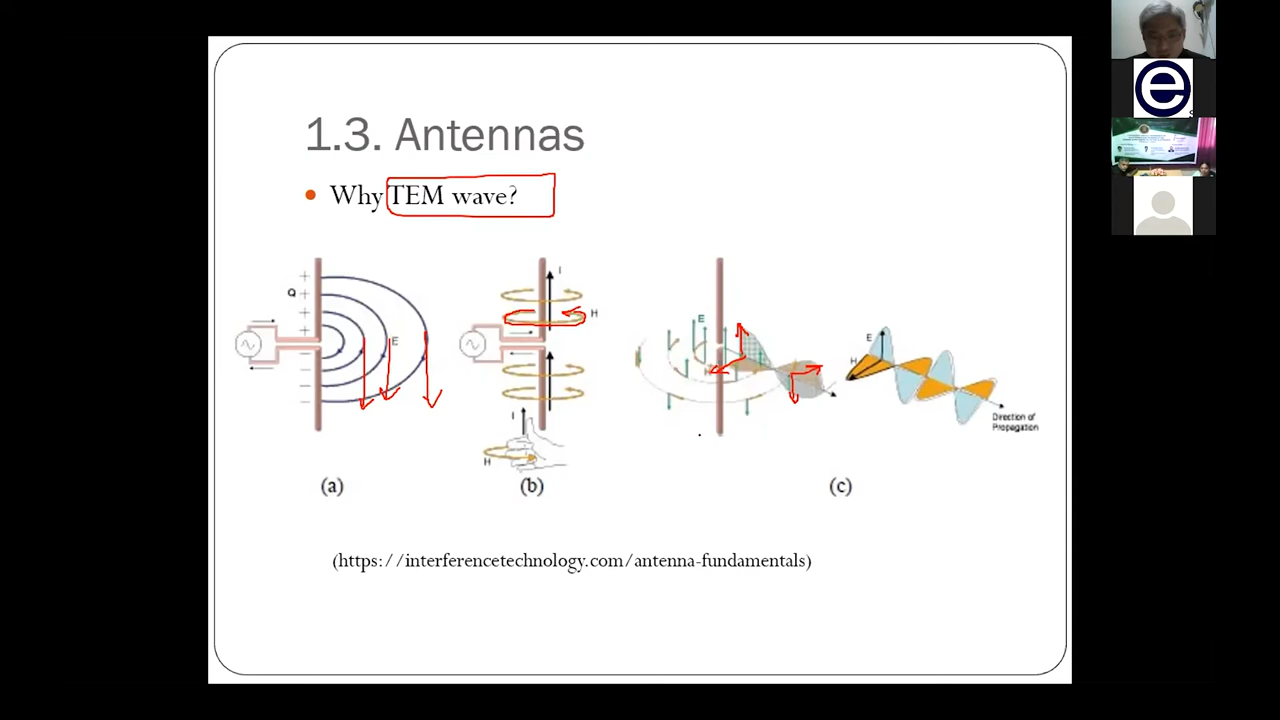 1.3. Antennas
• Why TEM wave?
Q
E
I
H
I
H
E
H
E
H
Direction of
Propagation
(a)
(b)
(c)
(https://interferencetechnology.com/antenna-fundamentals)
e